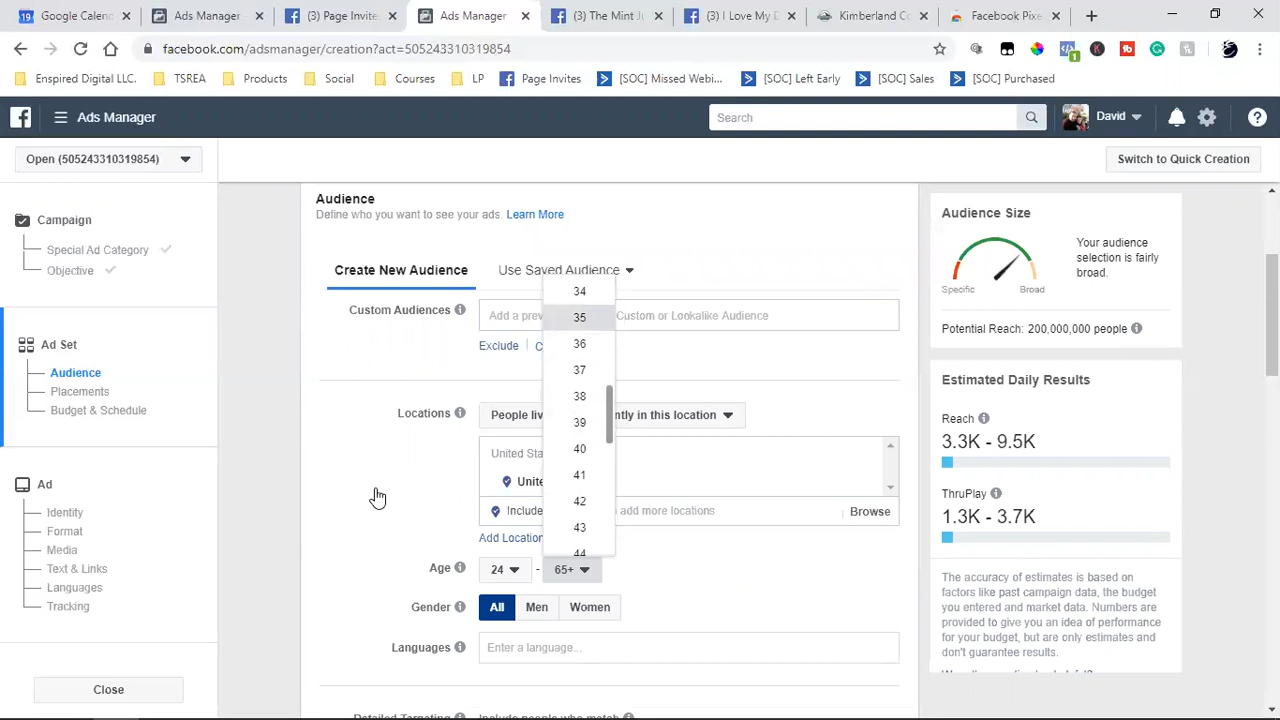 Google Calend
Ads Manager
(3) Page Invite
Ads Manager
(3) The Mint Ju
(3) I Love My D
Kimberland Co
Facebook Pixe
facebook.com/adsmanager/creation?act=505243310319854
Enspired Digital LLC.
TSREA
Products
Social
Courses
LP
Page Invites
[SOC] Missed Webi...
[SOC] Left Early
[SOC] Sales
[SOC] Purchased
Ads Manager
Search
David
Open (505243310319854)
Switch to Quick Creation
Campaign
Special Ad Category
Objective
Ad Set
Audience
Placements
Budget & Schedule
Ad
Identity
Format
Media
Text & Links
Languages
Tracking
Close
Audience
Define who you want to see your ads. Learn More
Create New Audience
Use Saved Audience
Custom Audiences
Add a prev
Custom or Lookalike Audience
Exclude
C
Locations
People liv
ntly in this location
United Sta
Unite
Include
add more locations
Browse
Add Location
34
35
36
37
38
39
40
41
42
43
44
Age
24 - 65+
Gender
All Men Women
Languages
Enter a language...
Detailed Targeting
Include people who match
Audience Size
Specific
Broad
Your audience
selection is fairly
broad.
Potential Reach: 200,000,000 people
Estimated Daily Results
Reach
3.3K - 9.5K
ThruPlay
1.3K - 3.7K
The accuracy of estimates is based on
factors like past campaign data, the budget
you entered and market data. Numbers are
provided to give you an idea of performance
for your budget, but are only estimates and
don't guarantee results.